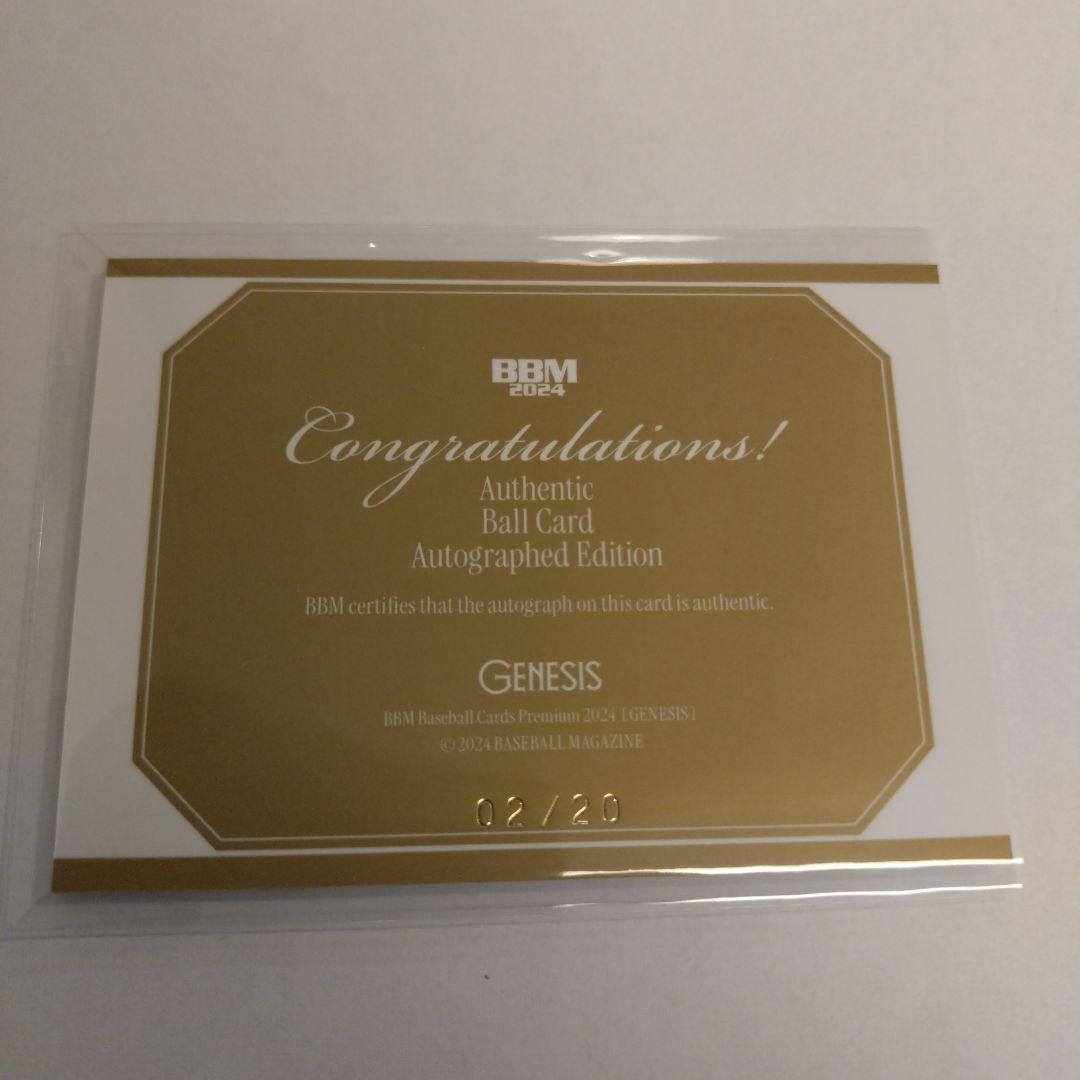 BBM
2024
Congratulations!
Authentic
Ball Card
Autographed Edition
BBM certifies that the autograph on this card is authentic.
GENESIS
BBM Baseball Cards Premium 2024 [GENESIS]
©2024 BASEBALL MAGAZINE
02/20